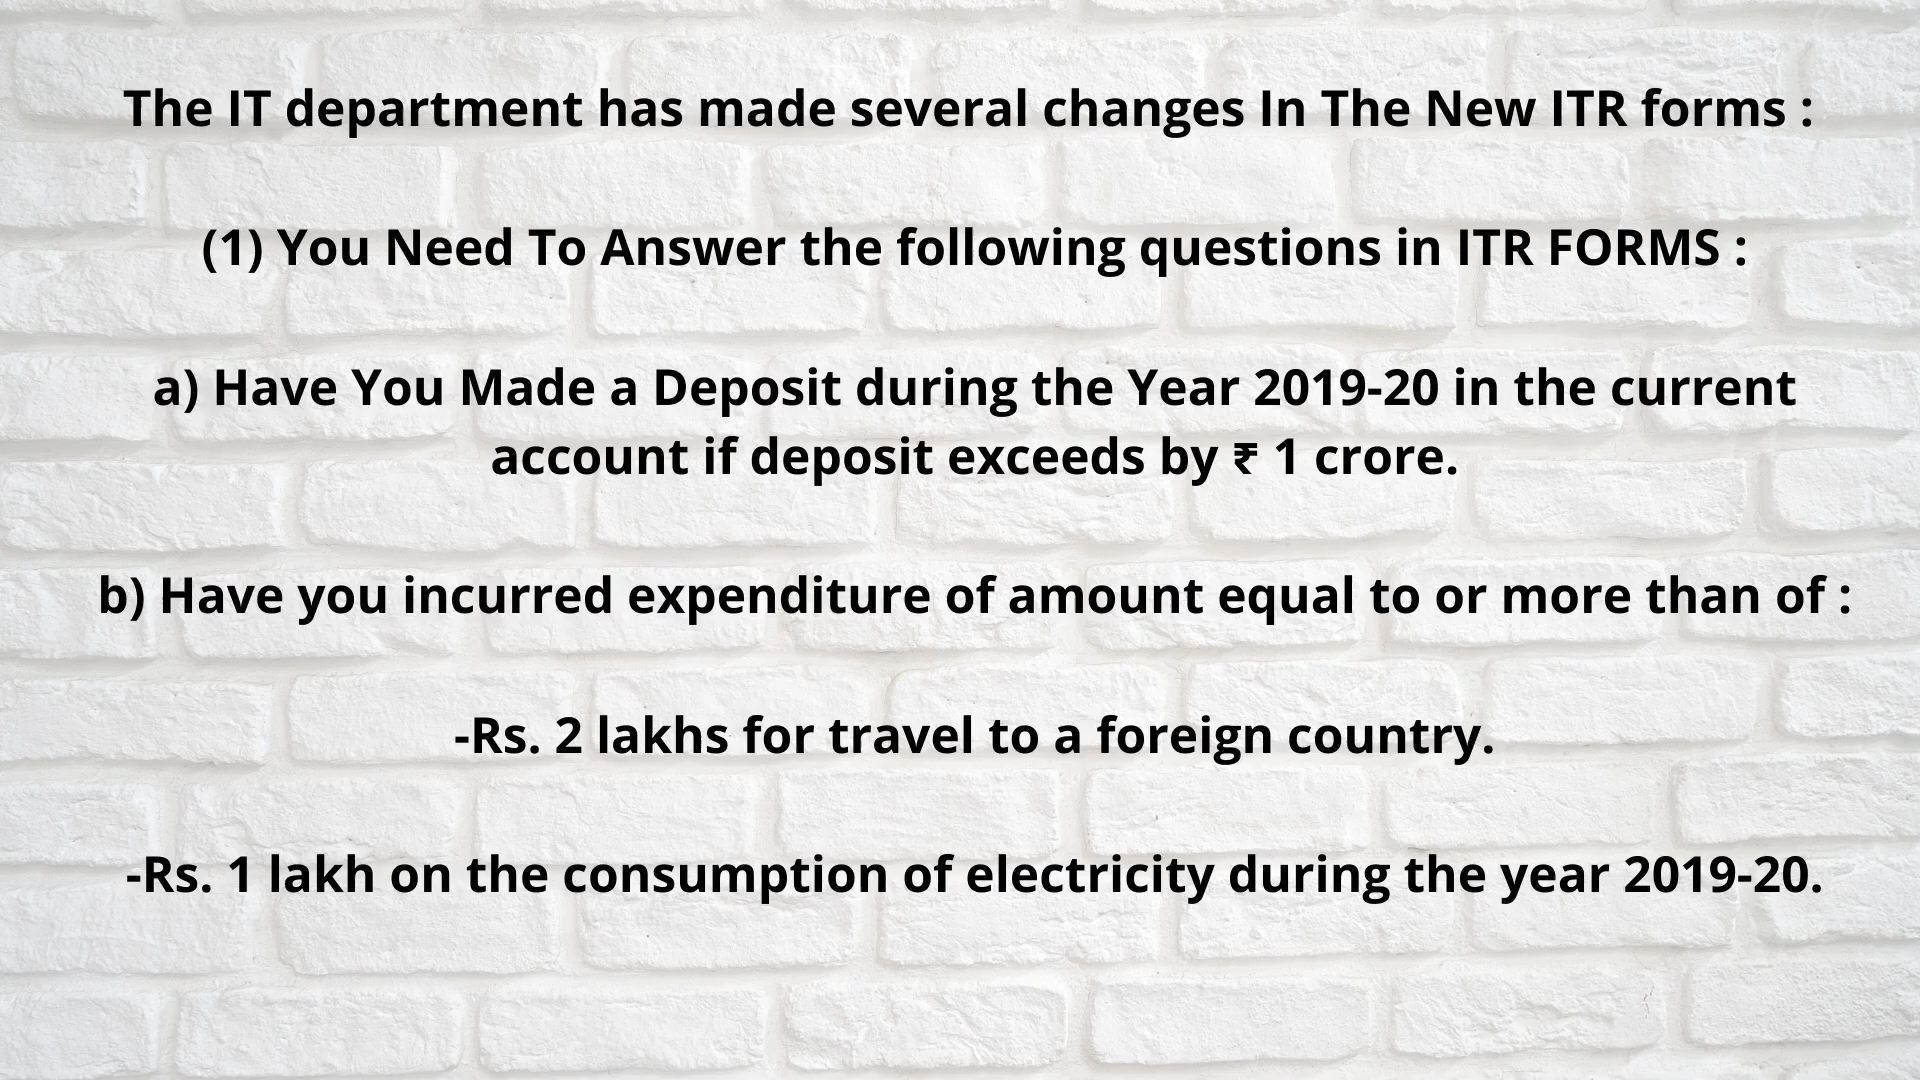 The IT department has made several changes In The New ITR forms :
(1) You Need To Answer the following questions in ITR FORMS :
a) Have You Made a Deposit during the Year 2019-20 in the current
account if deposit exceeds by ₹ 1 crore.
b) Have you incurred expenditure of amount equal to or more than of :
-Rs. 2 lakhs for travel to a foreign country.
-Rs. 1 lakh on the consumption of electricity during the year 2019-20.